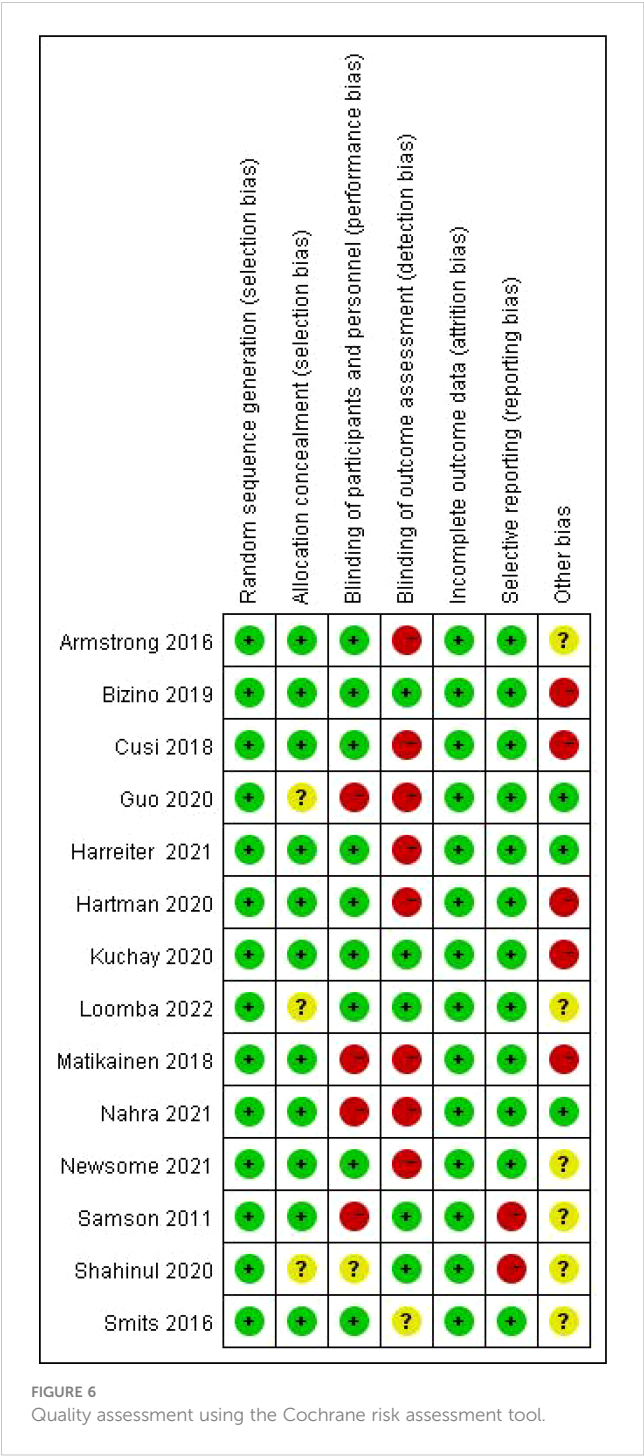 Random sequence generation (selection bias)
Allocation concealment (selection bias)
Blinding of participants and personnel (performance bias)
Blinding of outcome assessment (detection bias)
Incomplete outcome data (attrition bias)
Selective reporting (reporting bias)
Other bias
Armstrong 2016 + + + - + + ?
Bizino 2019 + + + + + + -
Cusi 2018 + + + - + + -
Guo 2020 + ? - - + + +
Harreiter 2021 + + + - + + +
Hartman 2020 + + + - + + -
Kuchay 2020 + + + + + + -
Loomba 2022 + ? + + + + ?
Matikainen 2018 + + - - + + -
Nahra 2021 + + - - + + +
Newsome 2021 + + + - + + ?
Samson 2011 + + - + + - ?
Shahinul 2020 + ? ? + + - ?
Smits 2016 + + + ? + + ?
FIGURE 6
Quality assessment using the Cochrane risk assessment tool.